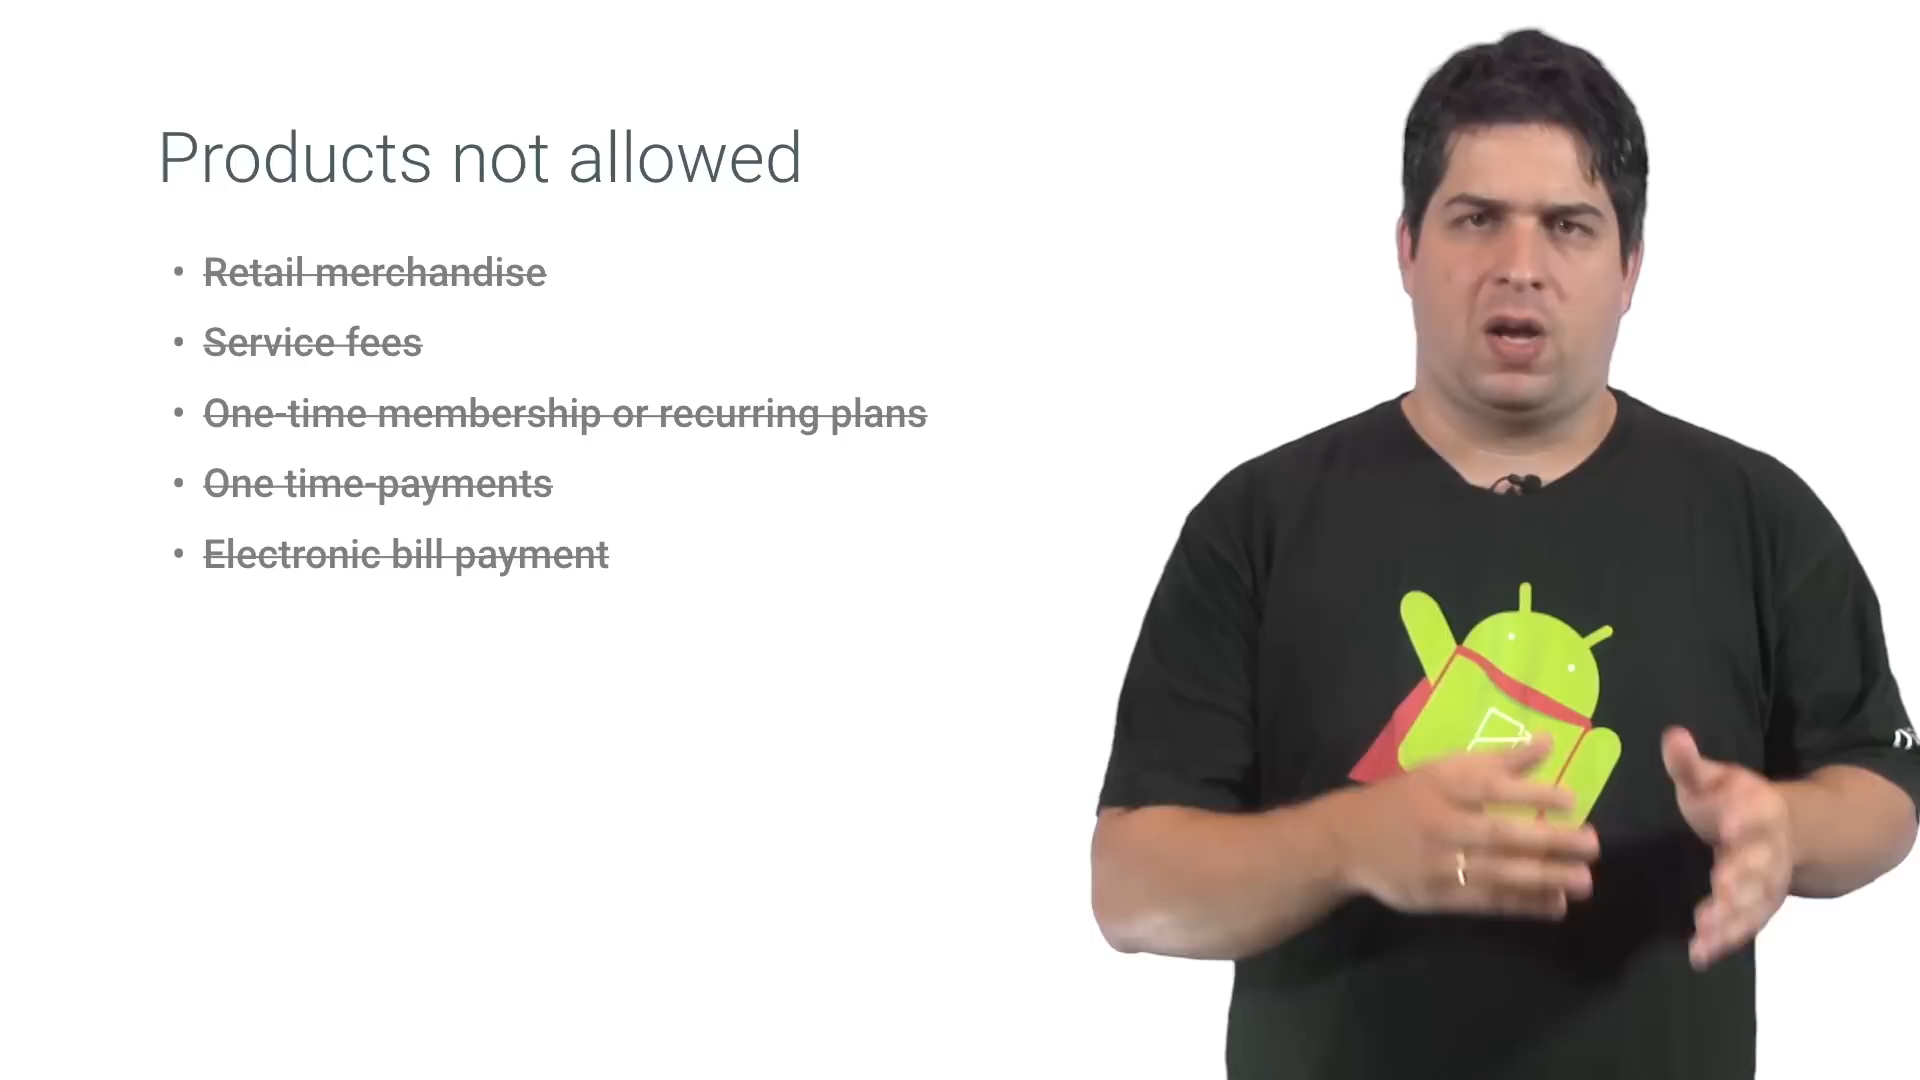 Products not allowed
• Retail merchandise
• Service fees
• One-time membership or recurring plans
• One time-payments
• Electronic bill payment